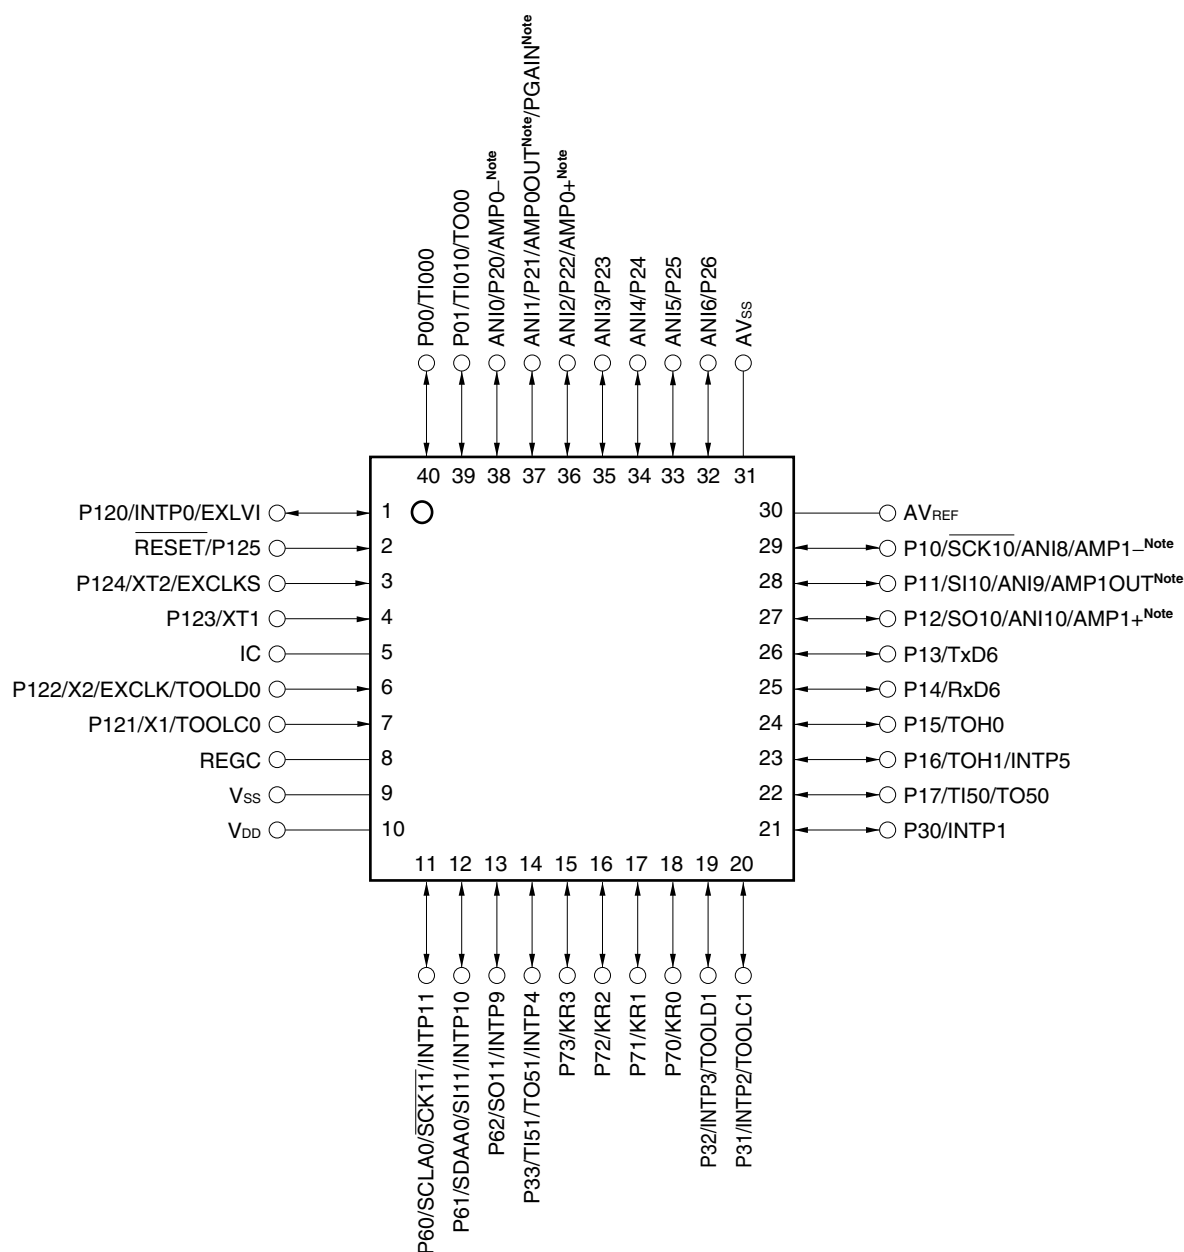 P00/TI000
P01/TI010/TO00
ANI0/P20/AMP0–Note
ANI1/P21/AMP0OUTNote/PGAINNote
ANI2/P22/AMP0+Note
ANI3/P23
ANI4/P24
ANI5/P25
ANI6/P26
AVSS
40 39 38 37 36 35 34 33 32 31
P120/INTP0/EXLVI 1
RESET/P125 2
P124/XT2/EXCLKS 3
P123/XT1 4
IC 5
P122/X2/EXCLK/TOOLD0 6
P121/X1/TOOLC0 7
REGC 8
VSS 9
VDD 10
30 AVREF
29 P10/SCK10/ANI8/AMP1–Note
28 P11/SI10/ANI9/AMP1OUTNote
27 P12/SO10/ANI10/AMP1+Note
26 P13/TxD6
25 P14/RxD6
24 P15/TOH0
23 P16/TOH1/INTP5
22 P17/TI50/TO50
21 P30/INTP1
11 12 13 14 15 16 17 18 19 20
P60/SCLA0/SCK11/INTP11
P61/SDAA0/SI11/INTP10
P62/SO11/INTP9
P33/TI51/TO51/INTP4
P73/KR3
P72/KR2
P71/KR1
P70/KR0
P32/INTP3/TOOLD1
P31/INTP2/TOOLC1